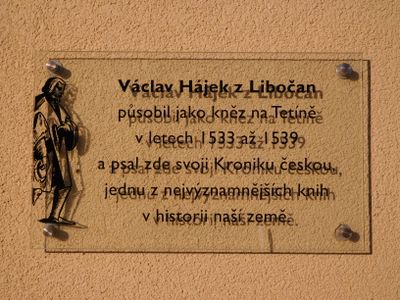 Václav Hájek z Libočan
působil jako kněz na Tetíně
v letech 1533 až 1539
a psal zde svoji Kroniku českou,
jednu z nejvýznamnějších knih
v historii naší země.